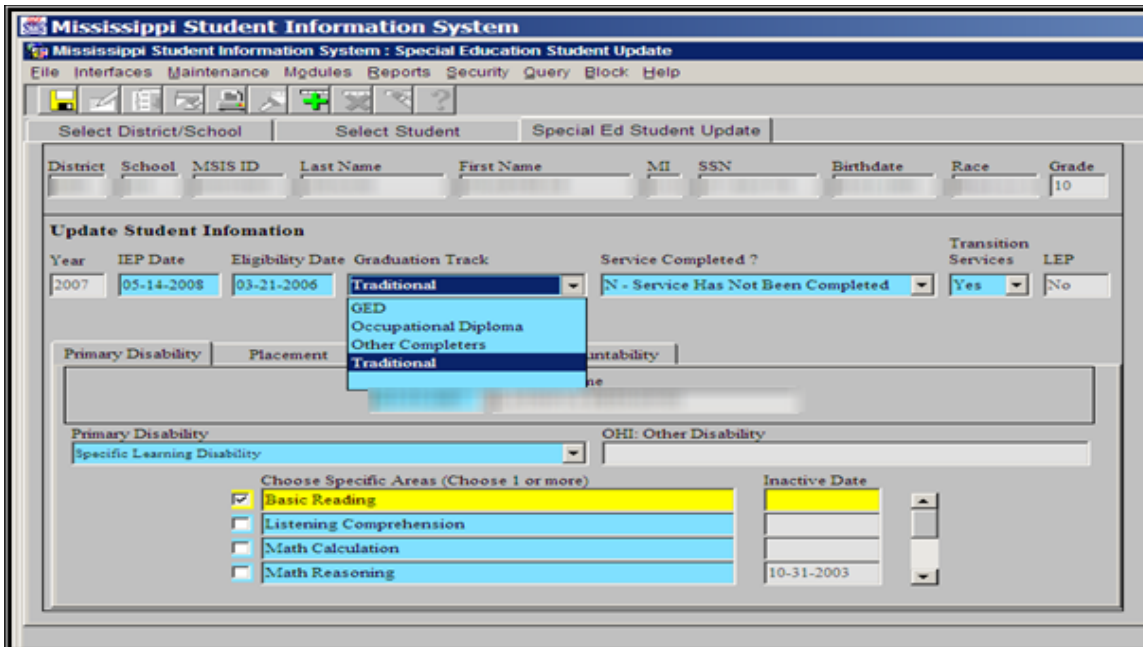 Mississippi Student Information System
Mississippi Student Information System : Special Education Student Update
File Interfaces Maintenance Modules Reports Security Query Block Help
Select District/School Select Student Special Ed Student Update
District School MSIS ID Last Name First Name MI SSN Birthdate Race Grade
10
Update Student Infomation
Year IEP Date Eligibility Date Graduation Track Service Completed ? Transition Services LEP
2007 05-14-2008 03-21-2006 Traditional N - Service Has Not Been Completed Yes No
GED
Occupational Diploma
Other Completers
Traditional
Primary Disability Placement untability
me
Primary Disability OHI: Other Disability
Specific Learning Disability
Choose Specific Areas (Choose 1 or more) Inactive Date
Basic Reading
Listening Comprehension
Math Calculation
Math Reasoning 10-31-2003